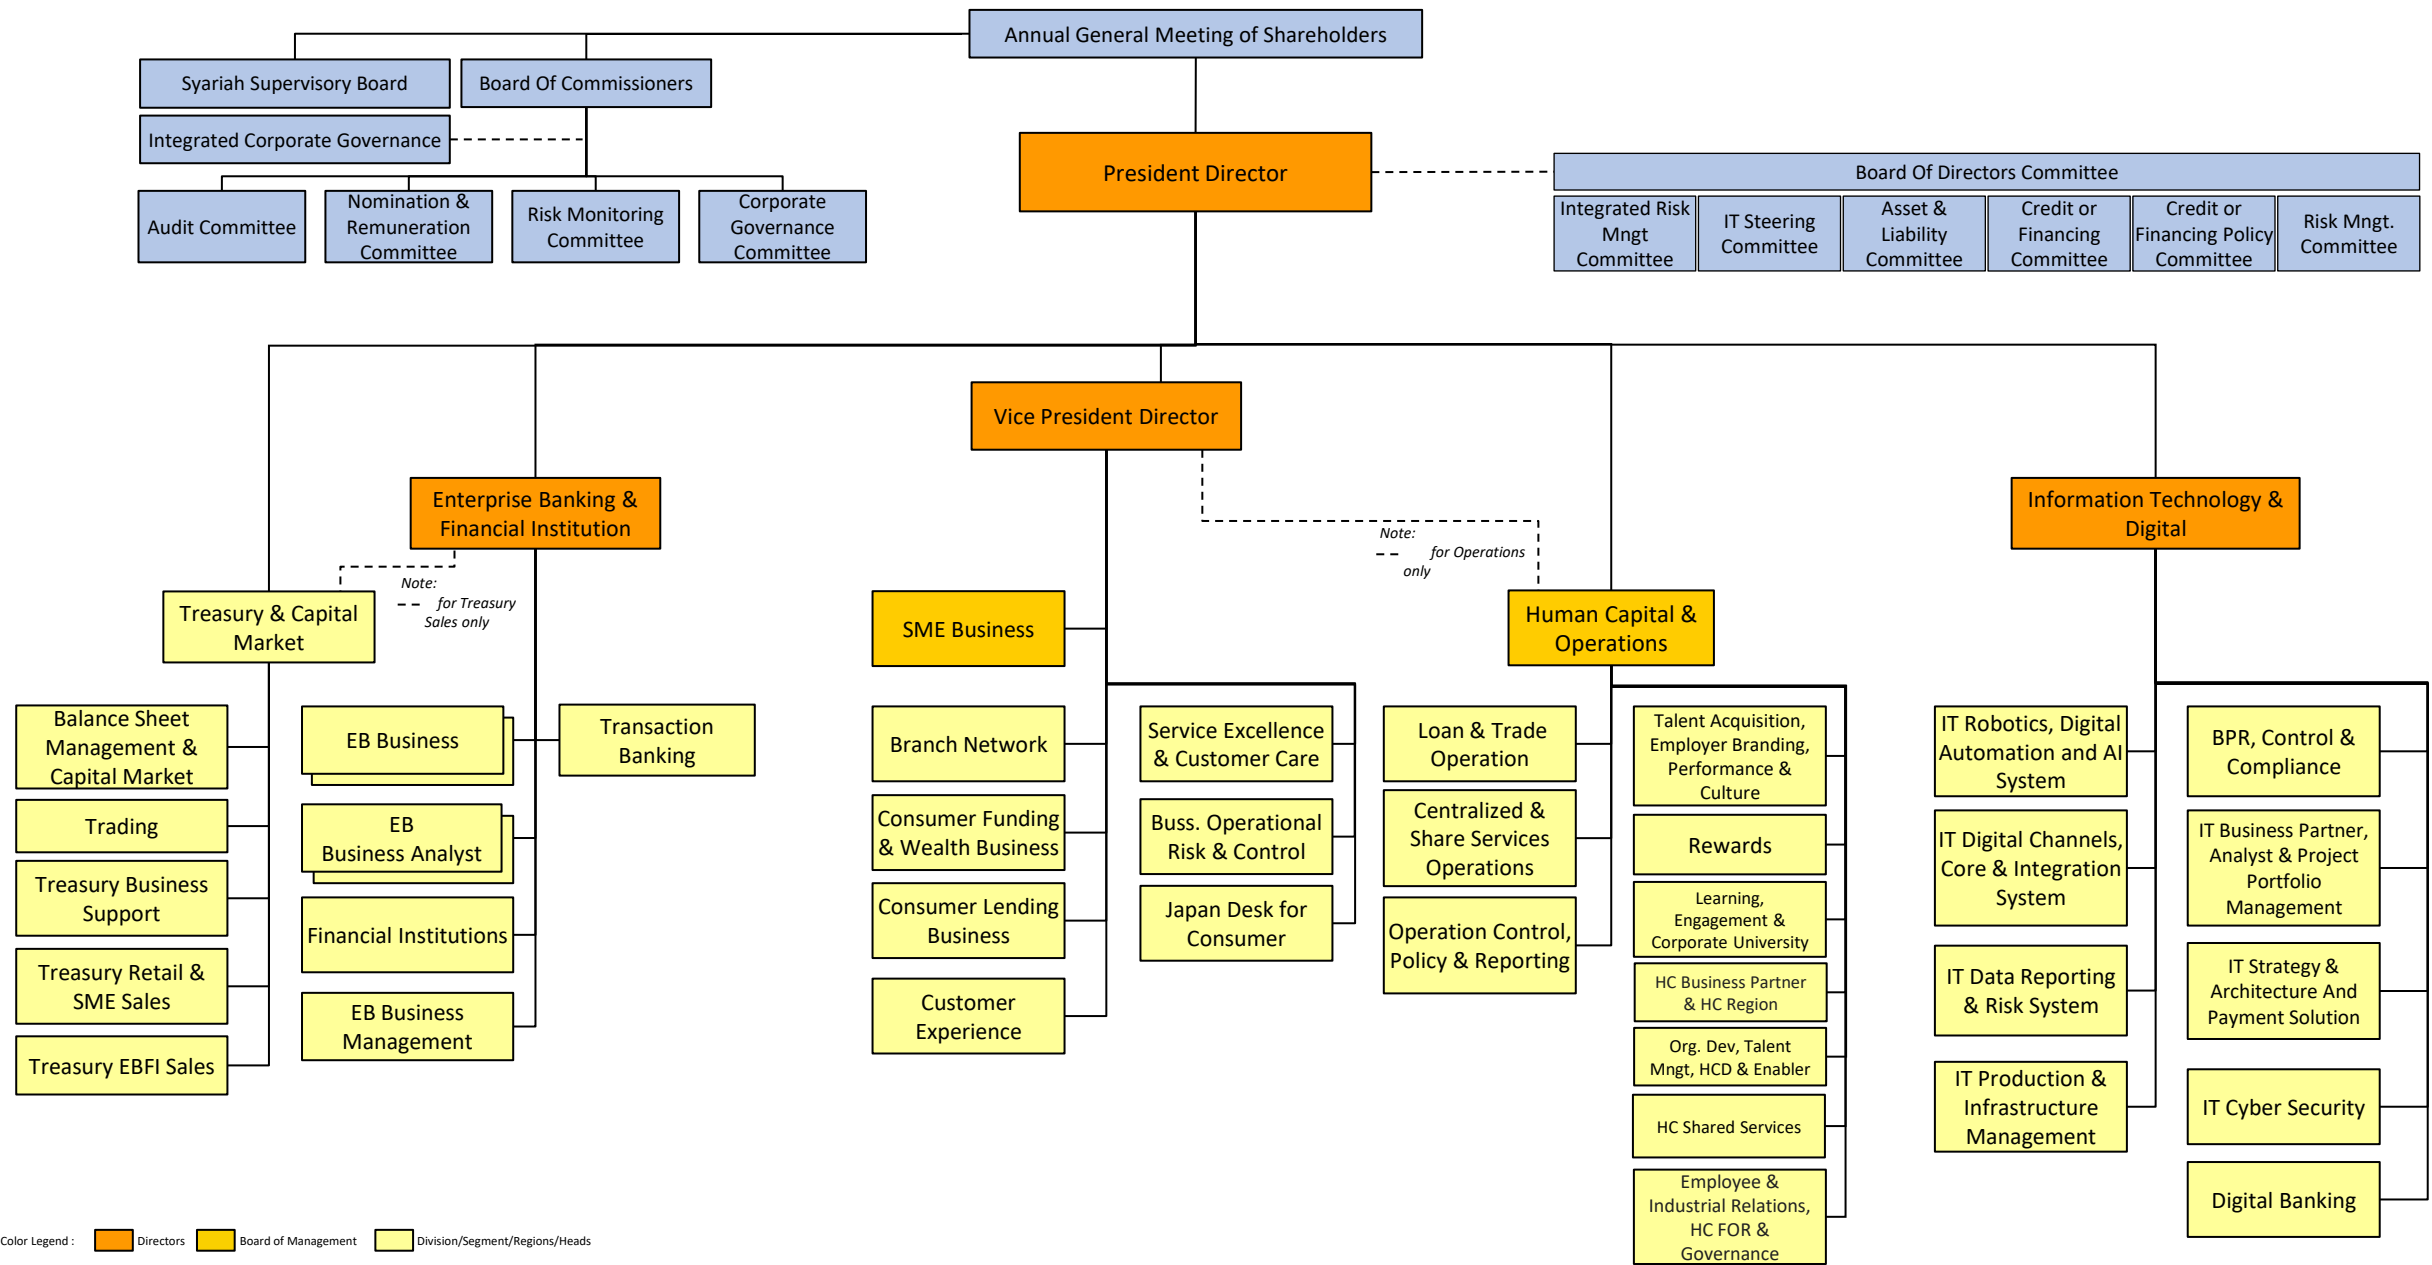 Annual General Meeting of Shareholders
Syariah Supervisory Board
Board Of Commissioners
Integrated Corporate Governance
President Director
Board Of Directors Committee
Audit Committee
Nomination &
Remuneration
Committee
Risk Monitoring
Committee
Corporate
Governance
Committee
Integrated Risk
Mngt
Committee
IT Steering
Committee
Asset &
Liability
Committee
Credit or
Financing
Committee
Credit or
Financing Policy
Committee
Risk Mngt.
Committee
Vice President Director
Enterprise Banking &
Financial Institution
Information Technology &
Digital
Note:
for Treasury
Sales only
Note:
for Operations
only
Treasury & Capital
Market
SME Business
Human Capital &
Operations
Balance Sheet
Management &
Capital Market
Trading
Treasury Business
Support
Treasury Retail &
SME Sales
Treasury EBFI Sales
EB Business
EB
Business Analyst
Financial Institutions
EB Business
Management
Transaction
Banking
Branch Network
Consumer Funding
& Wealth Business
Consumer Lending
Business
Customer
Experience
Service Excellence
& Customer Care
Buss. Operational
Risk & Control
Japan Desk for
Consumer
Loan & Trade
Operation
Centralized &
Share Services
Operations
Operation Control,
Policy & Reporting
Talent Acquisition,
Employer Branding,
Performance &
Culture
Rewards
Learning,
Engagement &
Corporate University
HC Business Partner
& HC Region
Org. Dev, Talent
Mngt, HCD & Enabler
HC Shared Services
Employee &
Industrial Relations,
HC FOR &
Governance
IT Robotics, Digital
Automation and AI
System
IT Digital Channels,
Core & Integration
System
IT Data Reporting
& Risk System
IT Production &
Infrastructure
Management
BPR, Control &
Compliance
IT Business Partner,
Analyst & Project
Portfolio
Management
IT Strategy &
Architecture And
Payment Solution
IT Cyber Security
Digital Banking
Color Legend :
Directors
Board of Management
Division/Segment/Regions/Heads